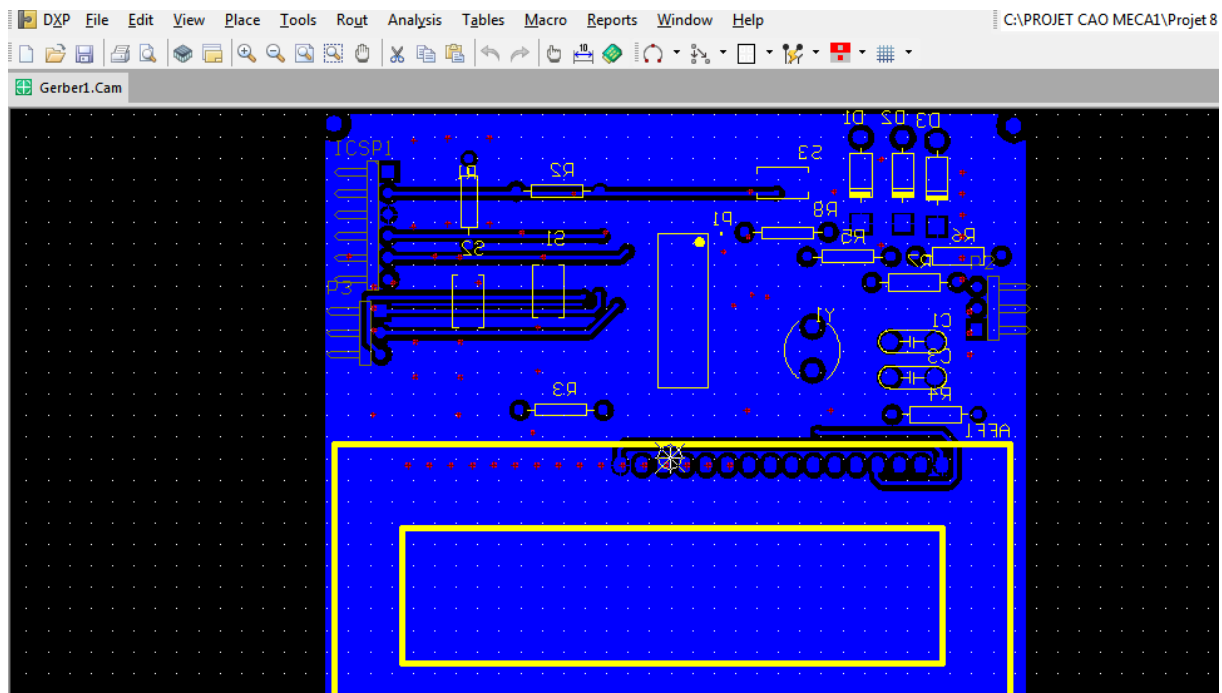 DXP File Edit View Place Tools Rout Analysis Tables Macro Reports Window Help C:\PROJET CAO MECA1\Projet 8
10
Gerber1.Cam
D1 D2 D3
ICSP1
S3
R1
R2
R8
P1
S2
S1
R5
R6
R7
P2
P3
Y1
C1
C3
R3
R4
AFF1